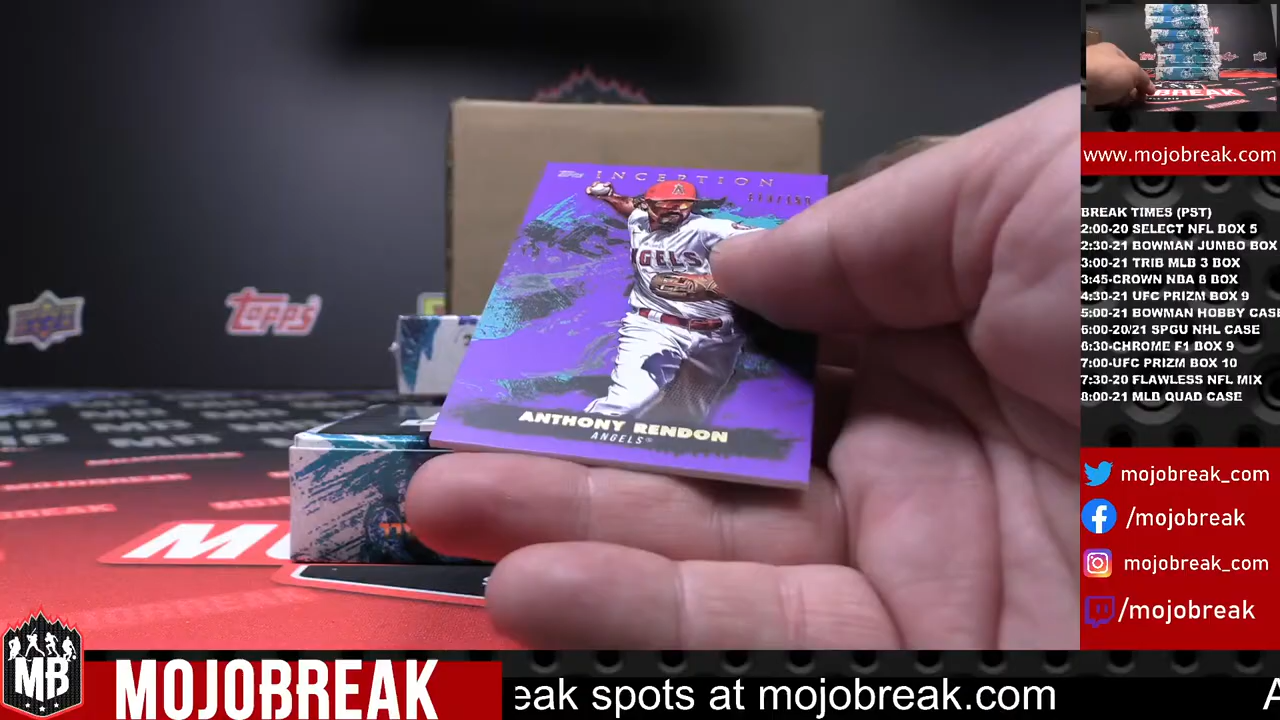 Topps INCEPTION
ANGELS
ANTHONY RENDON
ANGELS
Topps
Topps
BREAK
www.mojobreak.com
BREAK TIMES (PST)
2:00-20 SELECT NFL BOX 5
2:30-21 BOWMAN JUMBO BOX
3:00-21 TRIB MLB 3 BOX
3:45-CROWN NBA 8 BOX
4:30-21 UFC PRIZM BOX 9
5:00-21 BOWMAN HOBBY CASE
6:00-20/21 SPGU NHL CASE
6:30-CHROME F1 BOX 9
7:00-UFC PRIZM BOX 10
7:30-20 FLAWLESS NFL MIX
8:00-21 MLB QUAD CASE
mojobreak_com
/mojobreak
mojobreak_com
/mojobreak
MB
MOJOBREAK
eak spots at mojobreak.com